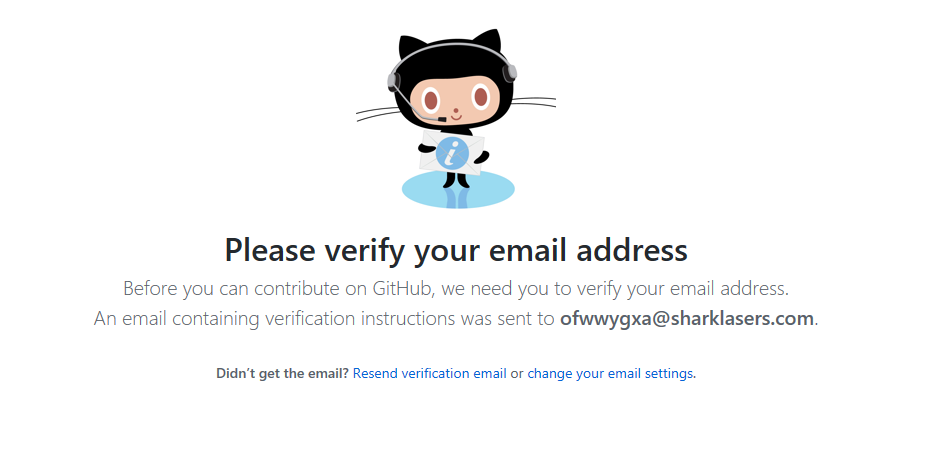 i
Please verify your email address
Before you can contribute on GitHub, we need you to verify your email address.
An email containing verification instructions was sent to ofwwygxa@sharklasers.com.
Didn’t get the email? Resend verification email or change your email settings.